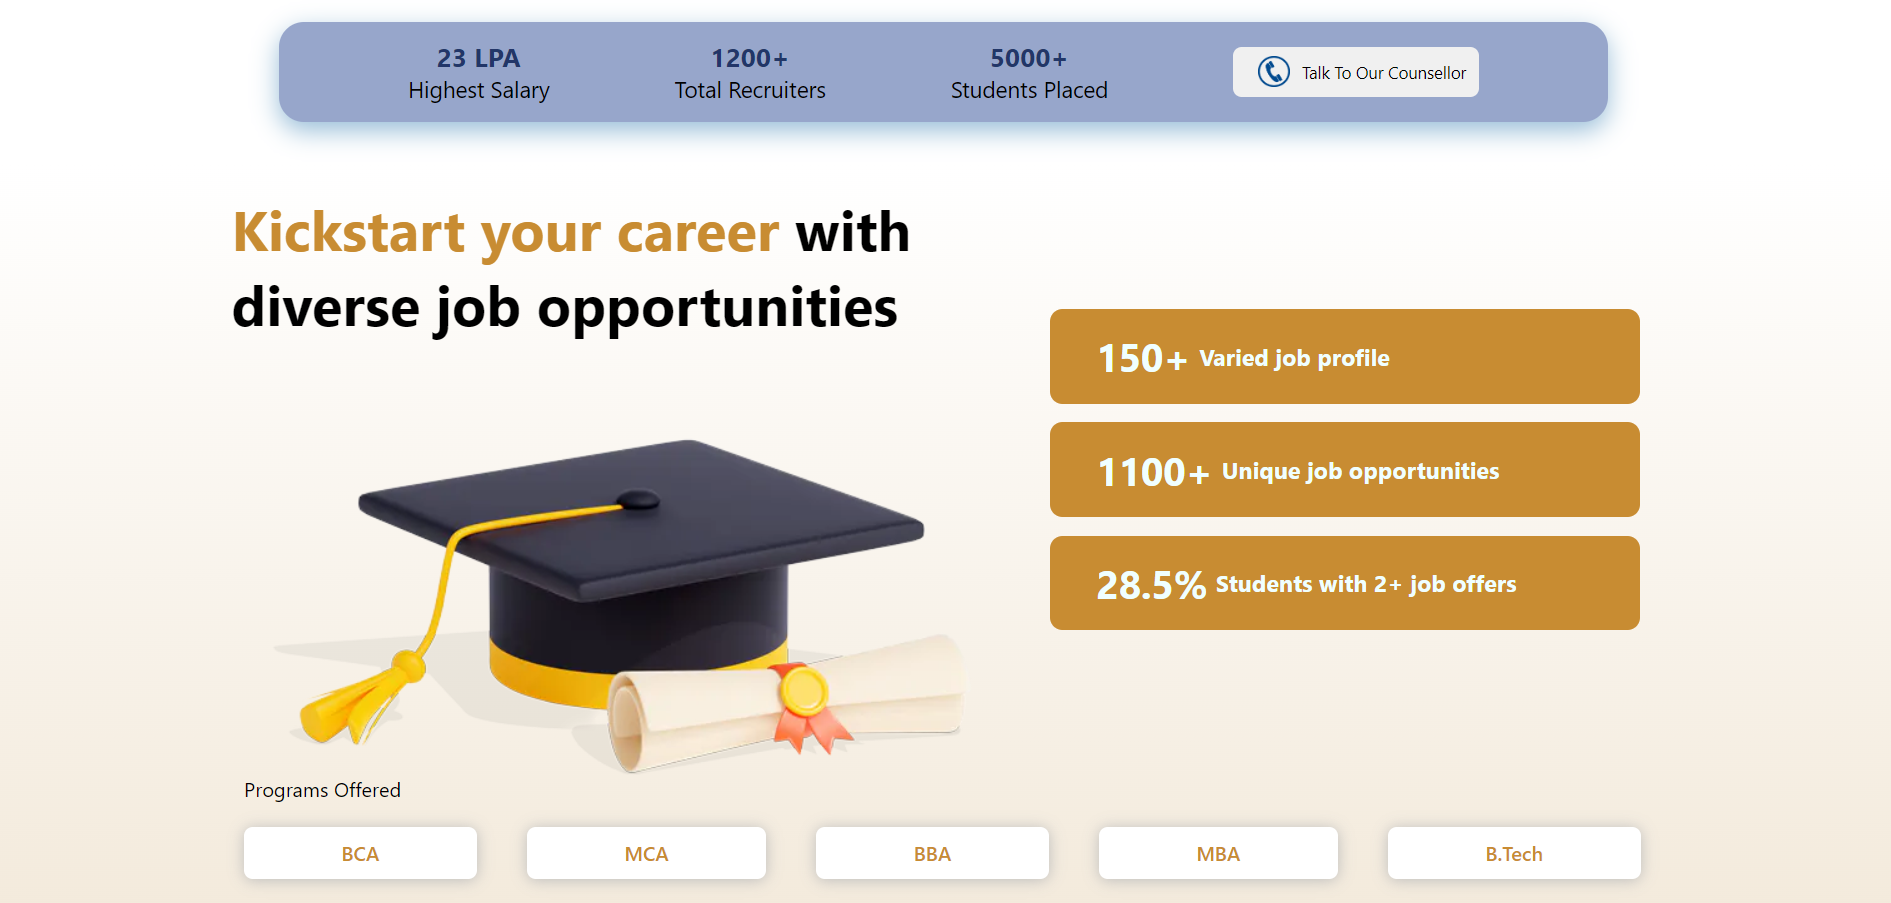 23 LPA
Highest Salary
1200+
Total Recruiters
5000+
Students Placed
Talk To Our Counsellor
Kickstart your career with
diverse job opportunities
150+ Varied job profile
1100+ Unique job opportunities
28.5% Students with 2+ job offers
Programs Offered
BCA
MCA
BBA
MBA
B.Tech